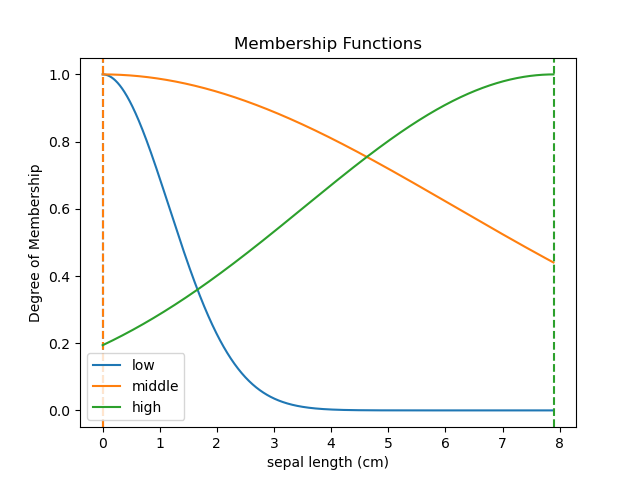 Membership Functions
1.0
0.8
0.6
0.4
0.2
0.0
Degree of Membership
low
middle
high
0 1 2 3 4 5 6 7 8
sepal length (cm)